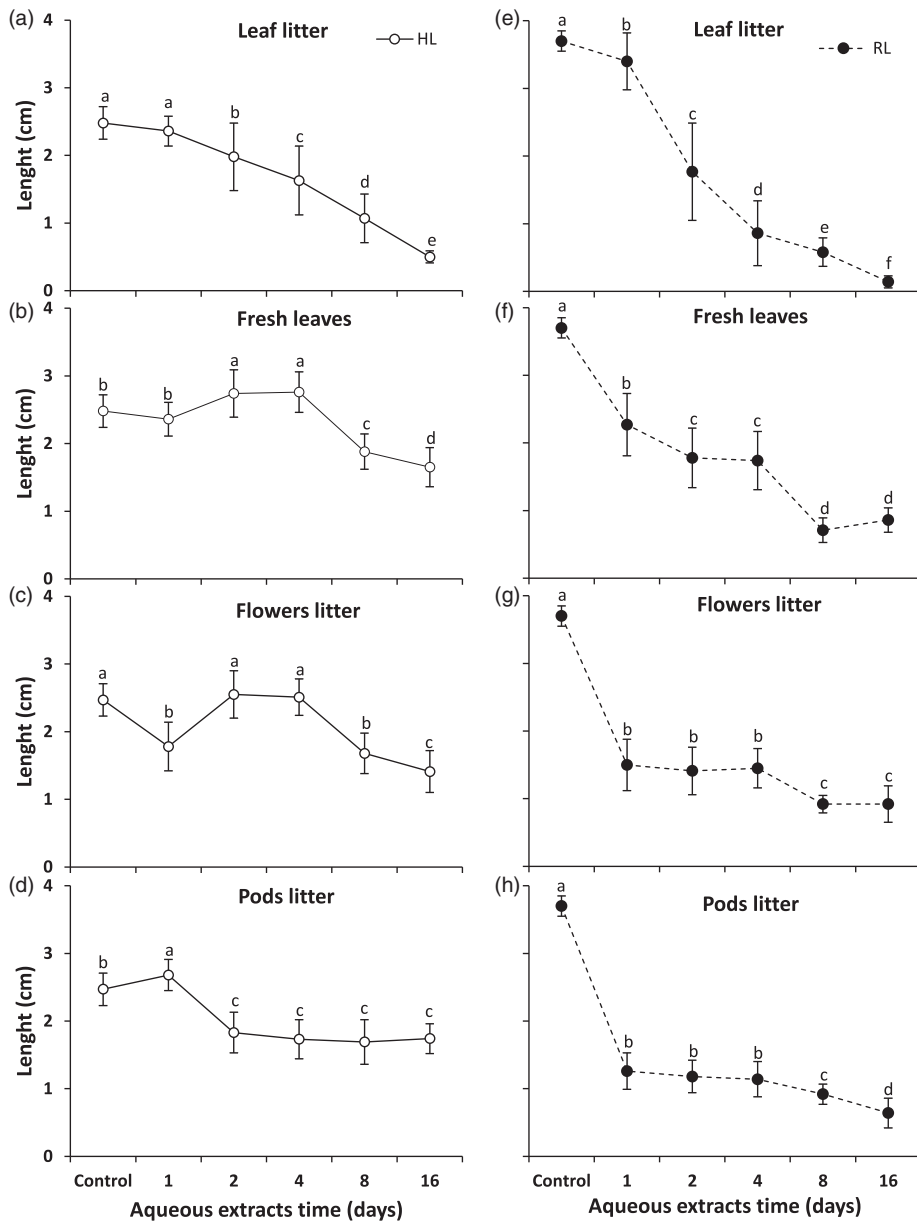 (a)
4
Leaf litter
HL
a
a
b
c
d
e
3
2
1
0
Lenght (cm)
(e)
a
b
Leaf litter
RL
c
d
e
f
(b)
4
Fresh leaves
b
b
a
a
c
d
3
2
1
0
Lenght (cm)
(f)
a
Fresh leaves
b
c
c
d
d
(c)
4
Flowers litter
a
b
a
a
b
c
3
2
1
0
Lenght (cm)
(g)
a
Flowers litter
b
b
b
c
c
(d)
4
Pods litter
b
a
c
c
c
c
3
2
1
0
Lenght (cm)
Control 1 2 4 8 16
Aqueous extracts time (days)
(h)
a
Pods litter
b
b
b
c
d
Control 1 2 4 8 16
Aqueous extracts time (days)